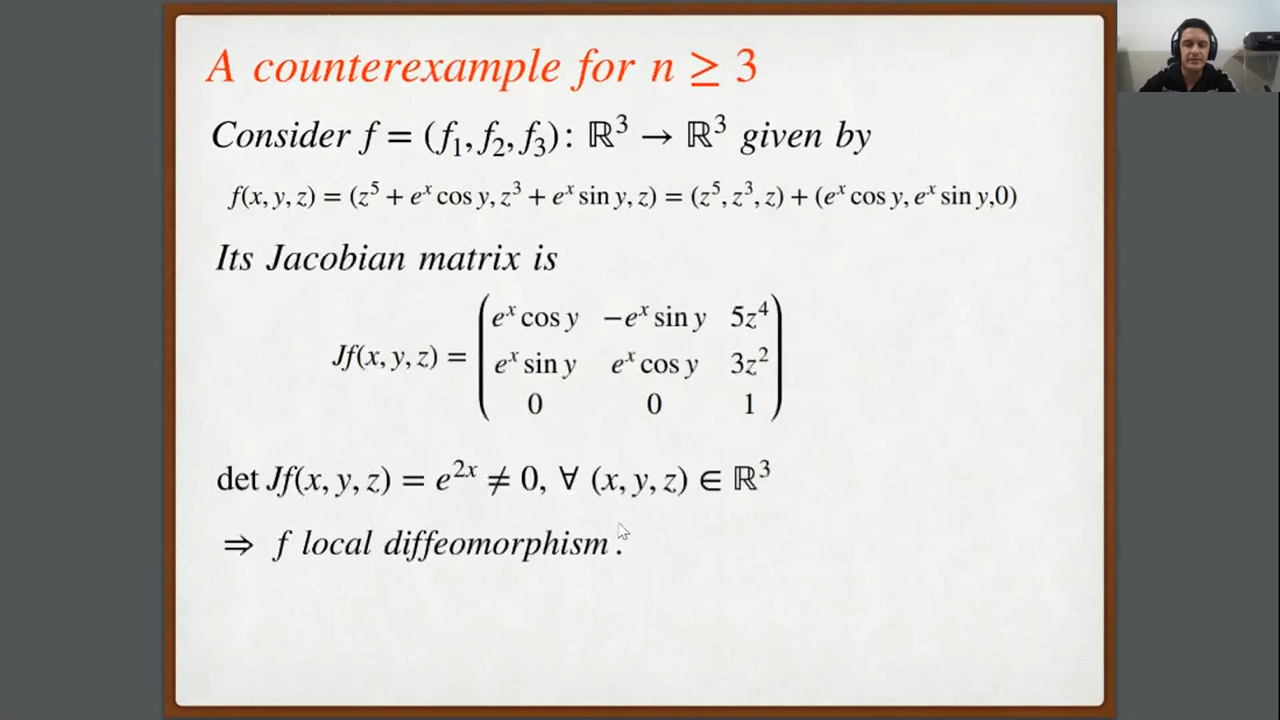 A counterexample for n ≥ 3
Consider f = (f₁, f₂, f₃): ℝ³ → ℝ³ given by
f(x, y, z) = (z⁵ + eˣ cos y, z³ + eˣ sin y, z) = (z⁵, z³, z) + (eˣ cos y, eˣ sin y,0)
Its Jacobian matrix is
Jf(x, y, z) =
eˣ cos y −eˣ sin y 5z⁴
eˣ sin y eˣ cos y 3z²
0 0 1
det Jf(x, y, z) = e²ˣ ≠ 0, ∀ (x, y, z) ∈ ℝ³
⇒ f local diffeomorphism .